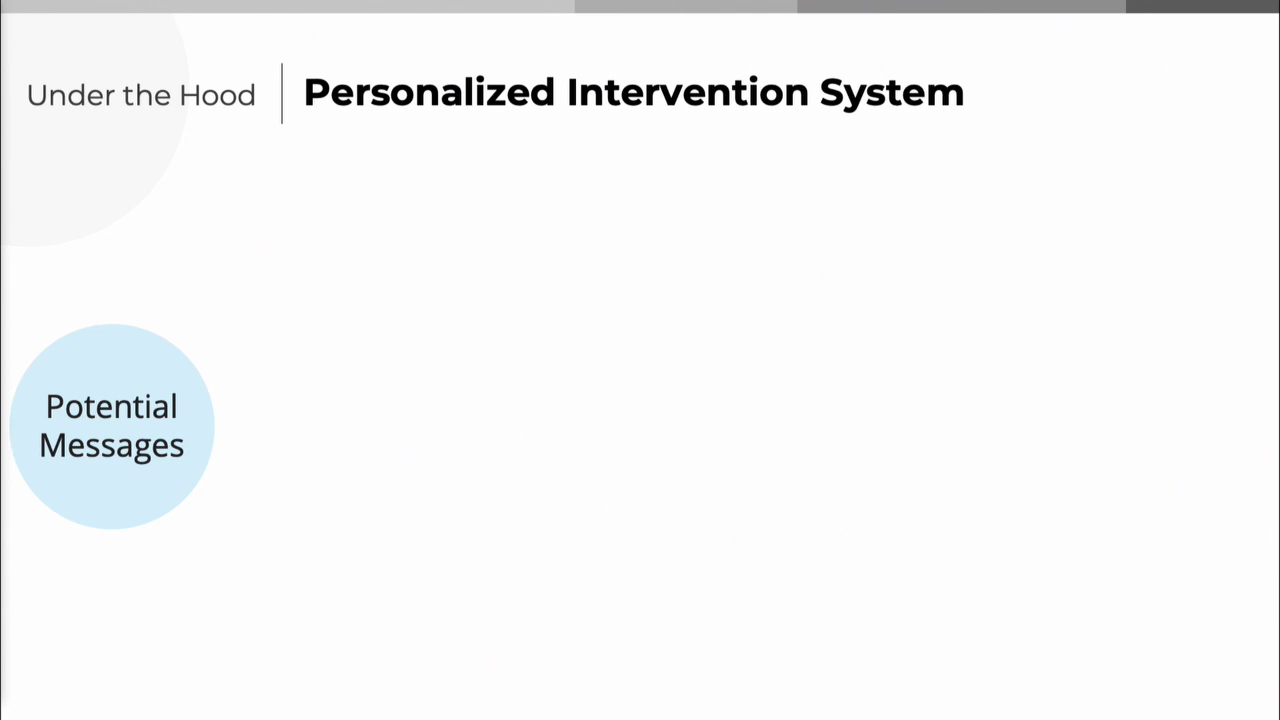 Under the Hood
Personalized Intervention System
Potential
Messages